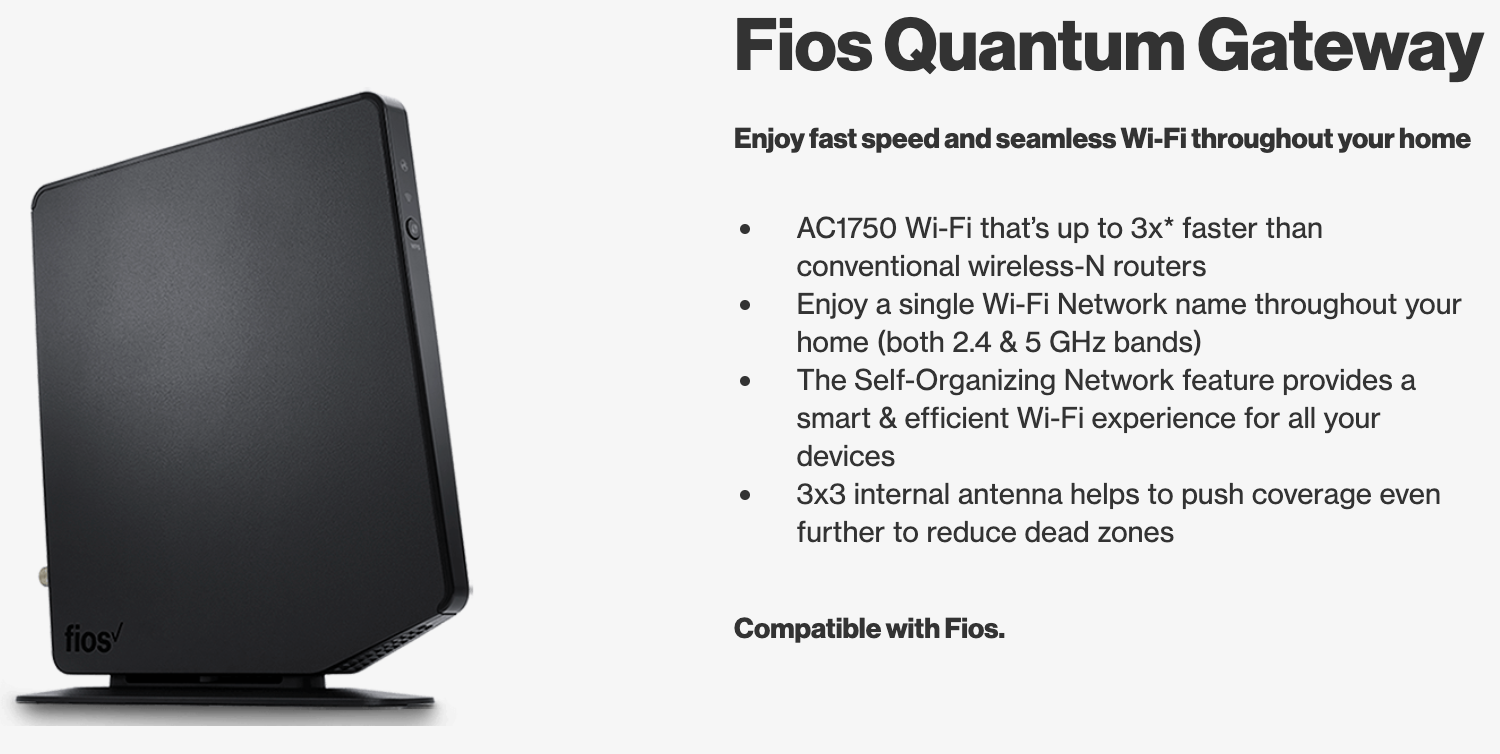 Fios Quantum Gateway
Enjoy fast speed and seamless Wi-Fi throughout your home
• AC1750 Wi-Fi that’s up to 3x* faster than
conventional wireless-N routers
• Enjoy a single Wi-Fi Network name throughout your
home (both 2.4 & 5 GHz bands)
• The Self-Organizing Network feature provides a
smart & efficient Wi-Fi experience for all your
devices
• 3x3 internal antenna helps to push coverage even
further to reduce dead zones
Compatible with Fios.
fios✓